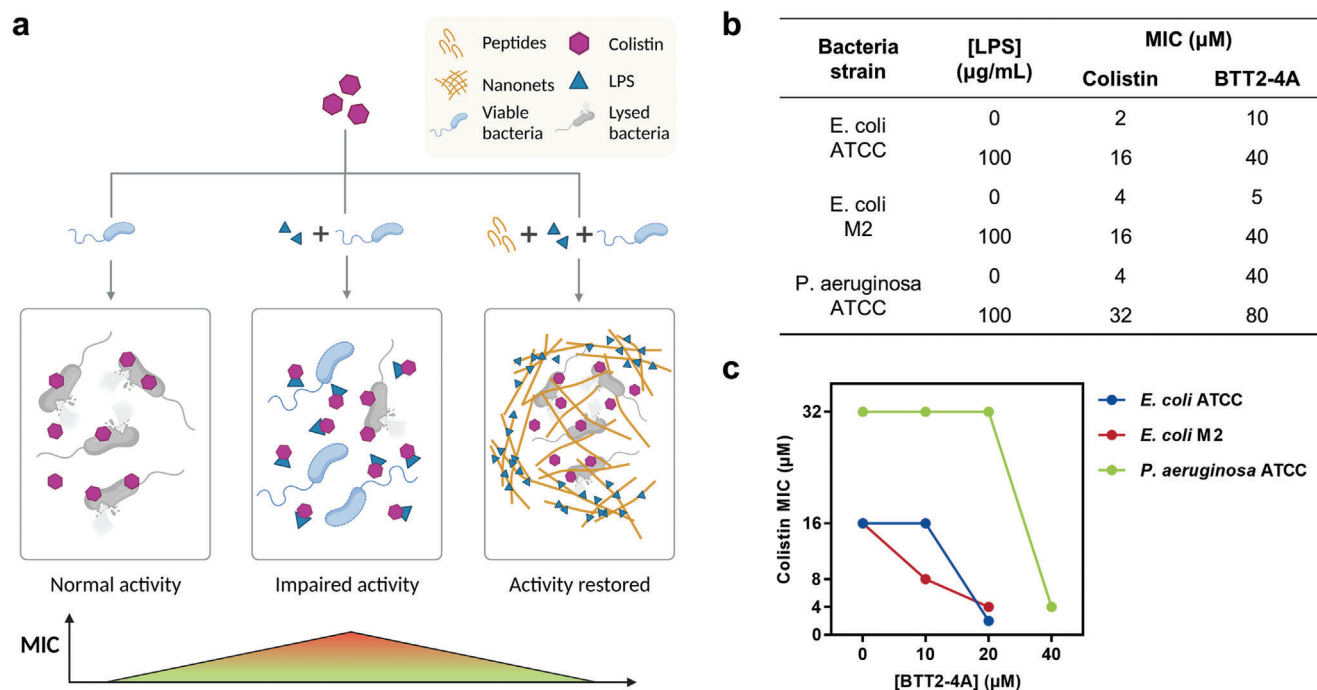 a
Peptides
Colistin
Nanonets
LPS
Viable
bacteria
Lysed
bacteria
+
+ +
Normal activity
Impaired activity
Activity restored
MIC
b
Bacteria
strain
[LPS]
(µg/mL)
MIC (µM)
Colistin BTT2-4A
E. coli
ATCC
0 2 10
100 16 40
E. coli
M2
0 4 5
100 16 40
P. aeruginosa
ATCC
0 4 40
100 32 80
c
Colistin MIC (µM)
32
16
8
4
0
0 10 20 40
[BTT2-4A] (µM)
E. coli ATCC
E. coli M2
P. aeruginosa ATCC